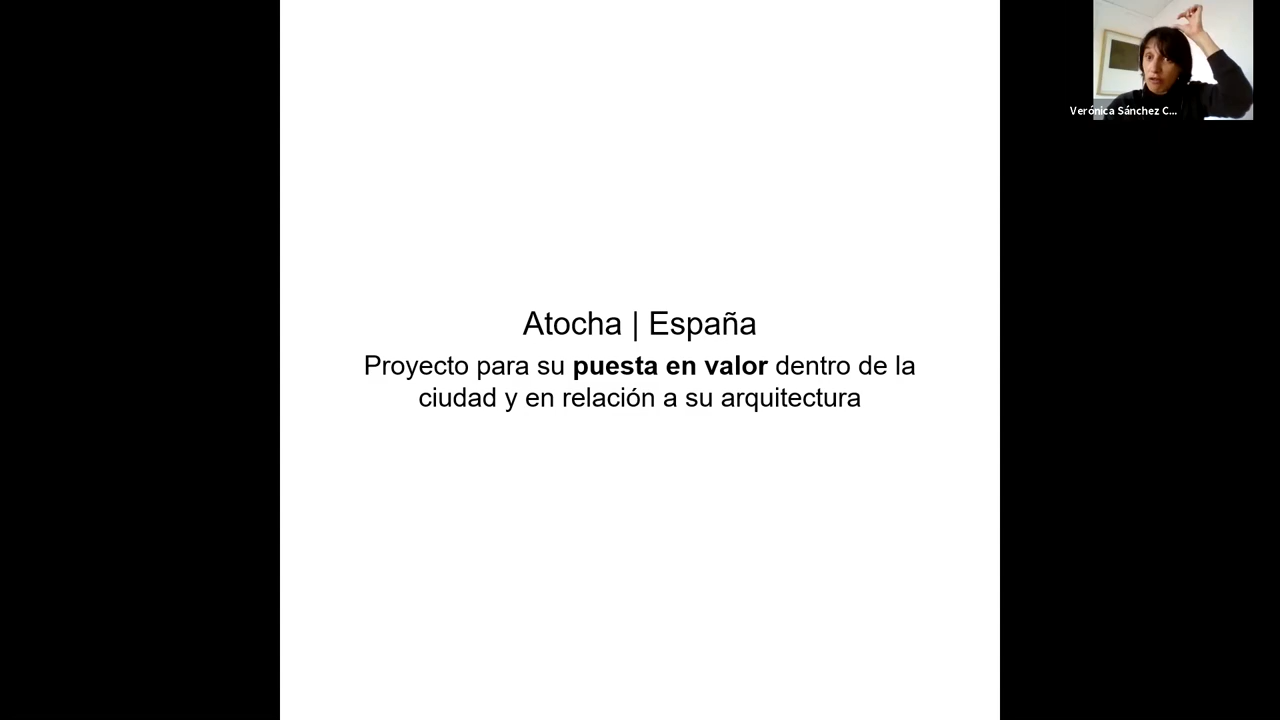 Verónica Sánchez C...
Atocha | España
Proyecto para su puesta en valor dentro de la
ciudad y en relación a su arquitectura